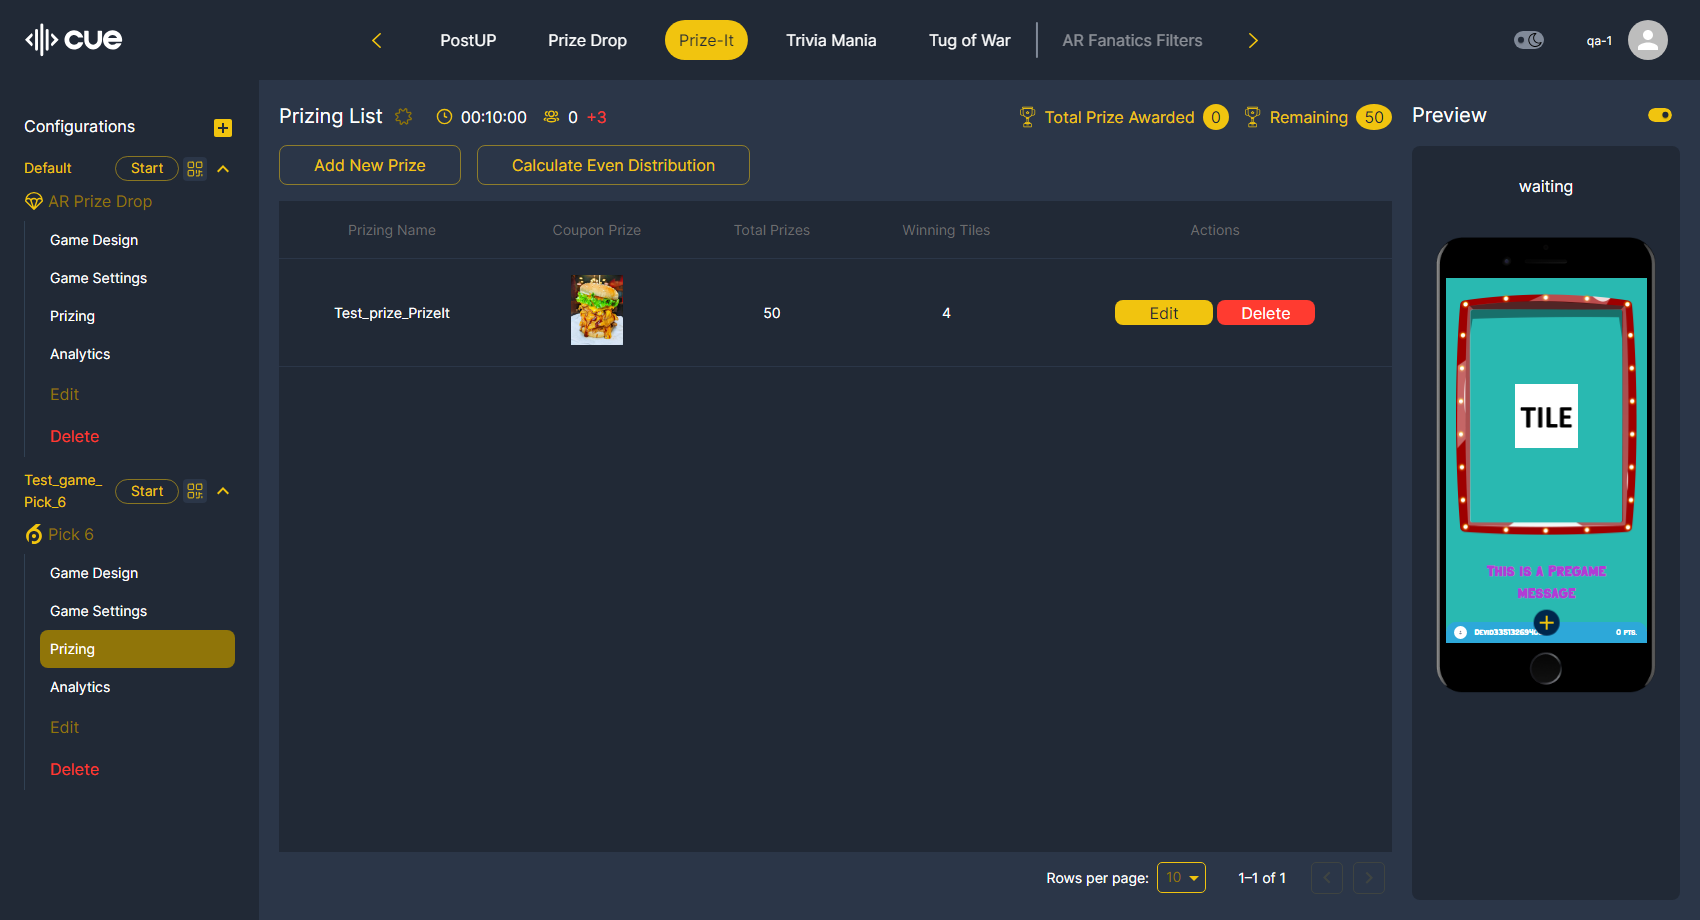 cue
PostUP
Prize Drop
Prize-It
Trivia Mania
Tug of War
AR Fanatics Filters
qa-1
Configurations
Default
Start
AR Prize Drop
Game Design
Game Settings
Prizing
Analytics
Edit
Delete
Test_game_
Pick_6
Start
Pick 6
Game Design
Game Settings
Prizing
Analytics
Edit
Delete
Prizing List
00:10:00
0 +3
Total Prize Awarded 0
Remaining 50
Add New Prize
Calculate Even Distribution
Prizing Name
Coupon Prize
Total Prizes
Winning Tiles
Actions
Test_prize_PrizeIt
50
4
Edit
Delete
Rows per page:
10
1–1 of 1
Preview
waiting
TILE
THIS IS A PREGAME
MESSAGE
0 PTS.